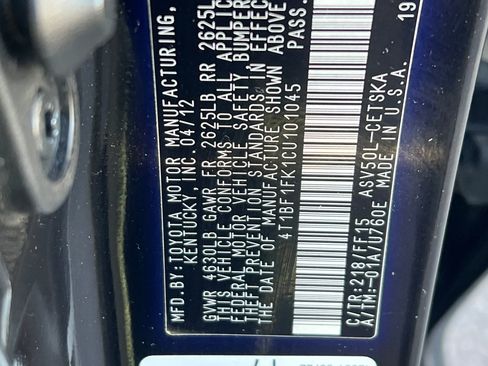 MFD. BY: TOYOTA MOTOR MANUFACTURING,
KENTUCKY, INC. 04/12
GVWR 4630LB GAWR FR 2625LB RR 2625L
THIS VEHICLE CONFORMS TO ALL APPLIC
FEDERAL MOTOR VEHICLE SAFETY, BUMPER
THEFT PREVENTION STANDARDS IN EFFEC
THE DATE OF MANUFACTURE SHOWN ABOVE
4T1BF1FK1CU101045 PASS.
C/TR:218/FF15 ASV50L-CETSKA
A/TM:-01A/U760E MADE IN U.S.A. 19